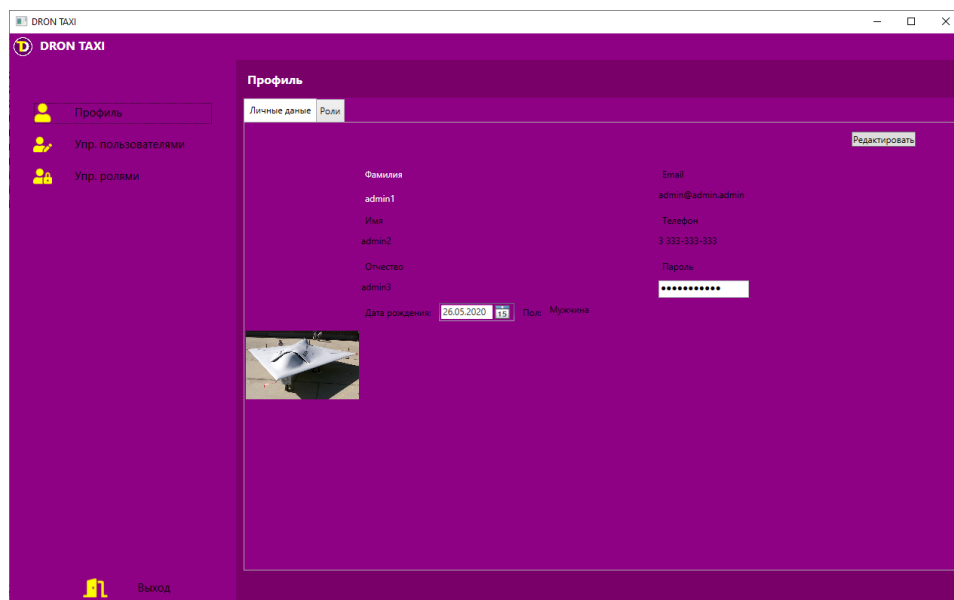 DRON TAXI
DRON TAXI
Профиль
Упр. пользователями
Упр. ролями
Выход
Профиль
Личные даные
Роли
Редактировать
Фамилия
admin1
Имя
admin2
Отчество
admin3
Дата рождения:
26.05.2020
15
Пол:
Мужчина
Email
admin@admin.admin
Телефон
3 333-333-333
Пароль
•••••••••••